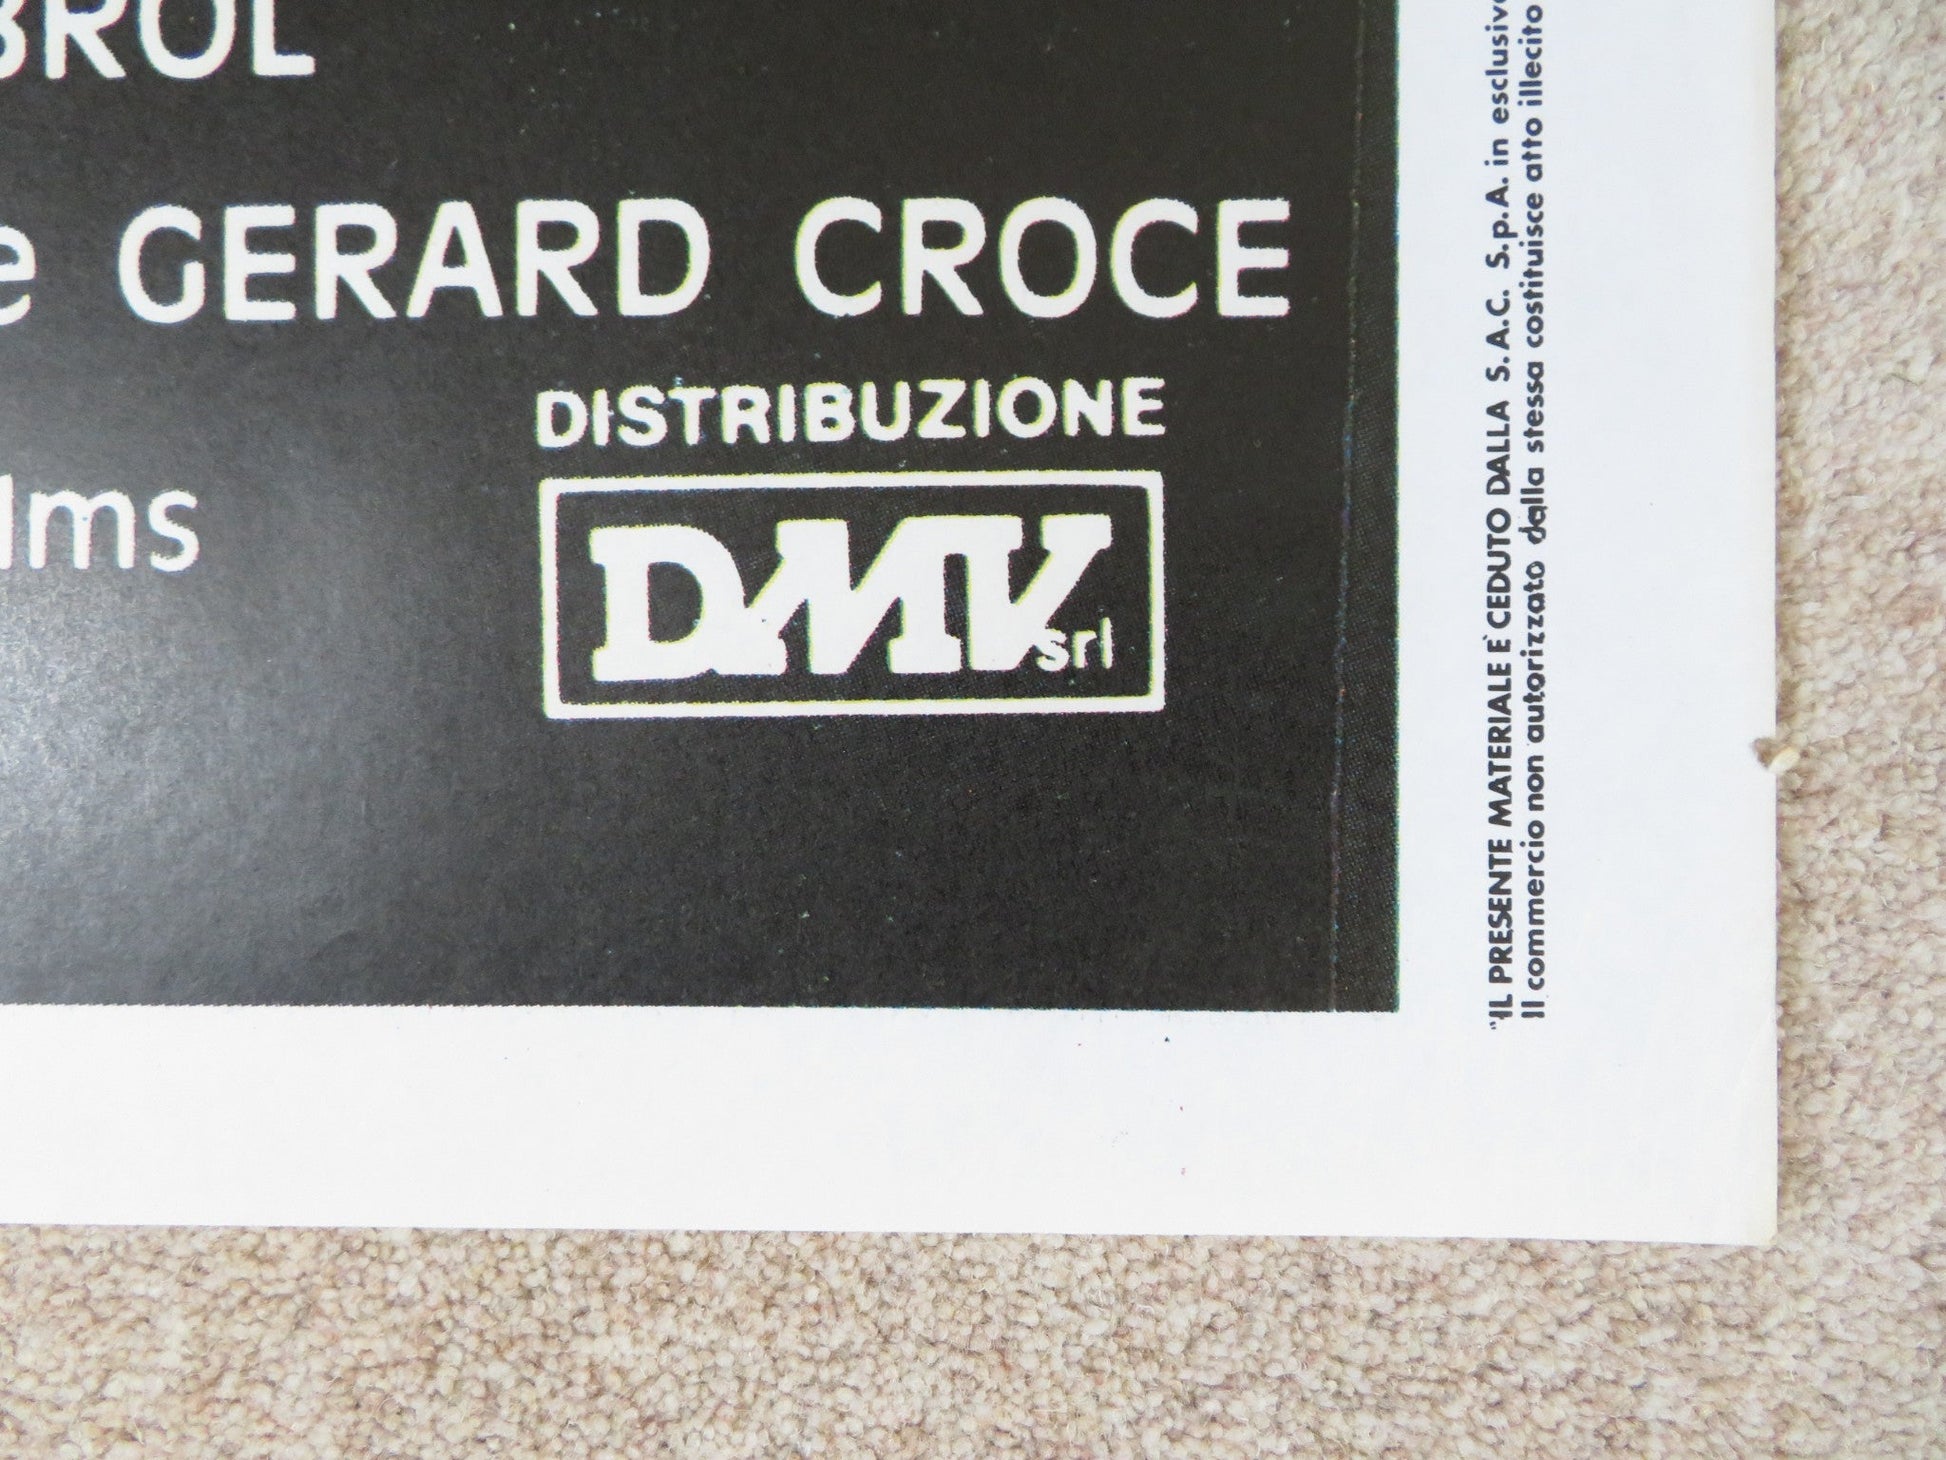 BROL
e GERARD CROCE
DISTRIBUZIONE
DMV srl
lms
"IL PRESENTE MATERIALE È CEDUTO DALLA S.A.C. S.p.A. in esclusiv
Il commercio non autorizzato dalla stessa costituisce atto illecito